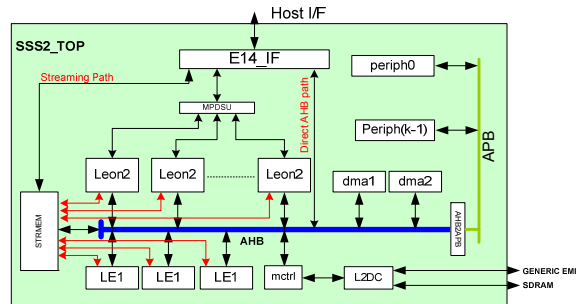 Host I/F
SSS2_TOP
E14_IF
periph0
Streaming Path
MPDSU
Direct AHB path
Periph(k-1)
APB
Leon2
Leon2
Leon2
dma1
dma2
STRMEM
AHB2APB
AHB
LE1
LE1
LE1
mctrl
L2DC
GENERIC EMI
SDRAM